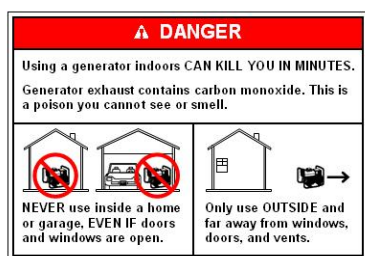 DANGER
Using a generator indoors CAN KILL YOU IN MINUTES.
Generator exhaust contains carbon monoxide. This is
a poison you cannot see or smell.
NEVER use inside a home
or garage, EVEN IF doors
and windows are open.
Only use OUTSIDE and
far away from windows,
doors, and vents.